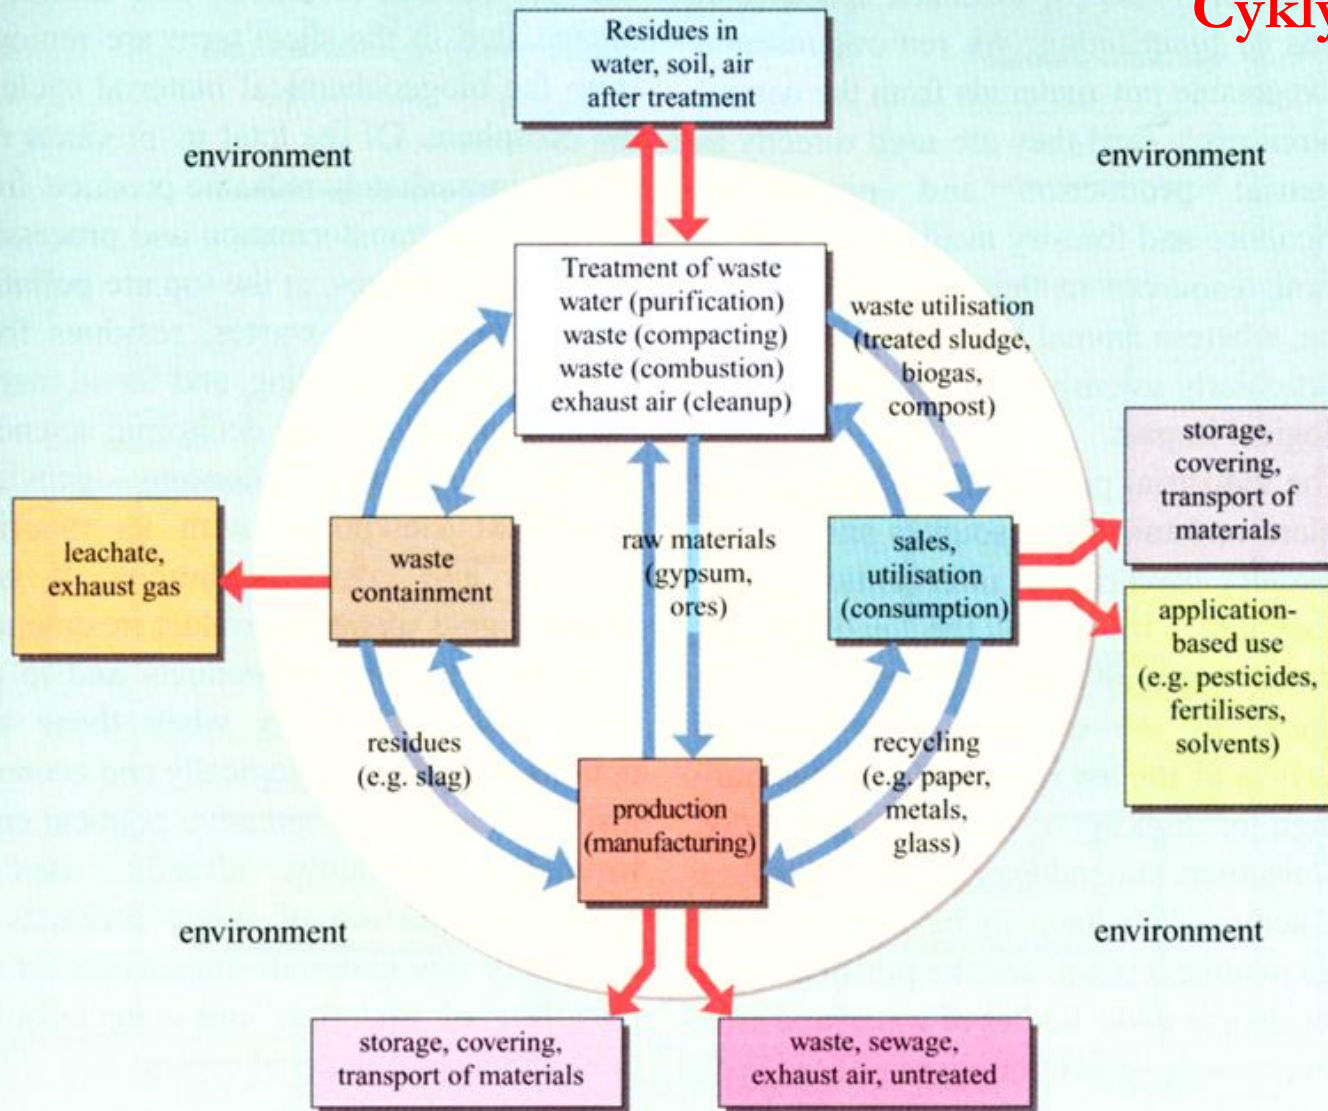 Cykly
Residues in
water, soil, air
after treatment
environment
environment
Treatment of waste
water (purification)
waste (compacting)
waste (combustion)
exhaust air (cleanup)
waste utilisation
(treated sludge,
biogas,
compost)
storage,
covering,
transport of
materials
leachate,
exhaust gas
waste
containment
raw materials
(gypsum,
ores)
sales,
utilisation
(consumption)
application-
based use
(e.g. pesticides,
fertilisers,
solvents)
residues
(e.g. slag)
recycling
(e.g. paper,
metals,
glass)
production
(manufacturing)
environment
environment
storage, covering,
transport of materials
waste, sewage,
exhaust air, untreated